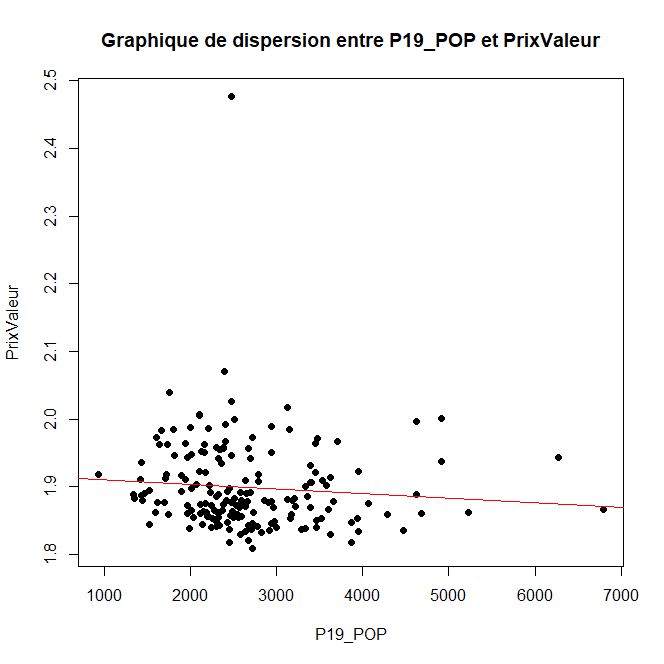 Graphique de dispersion entre P19_POP et PrixValeur
2.5
2.4
2.3
2.2
2.1
2.0
1.9
1.8
PrixValeur
1000 2000 3000 4000 5000 6000 7000
P19_POP